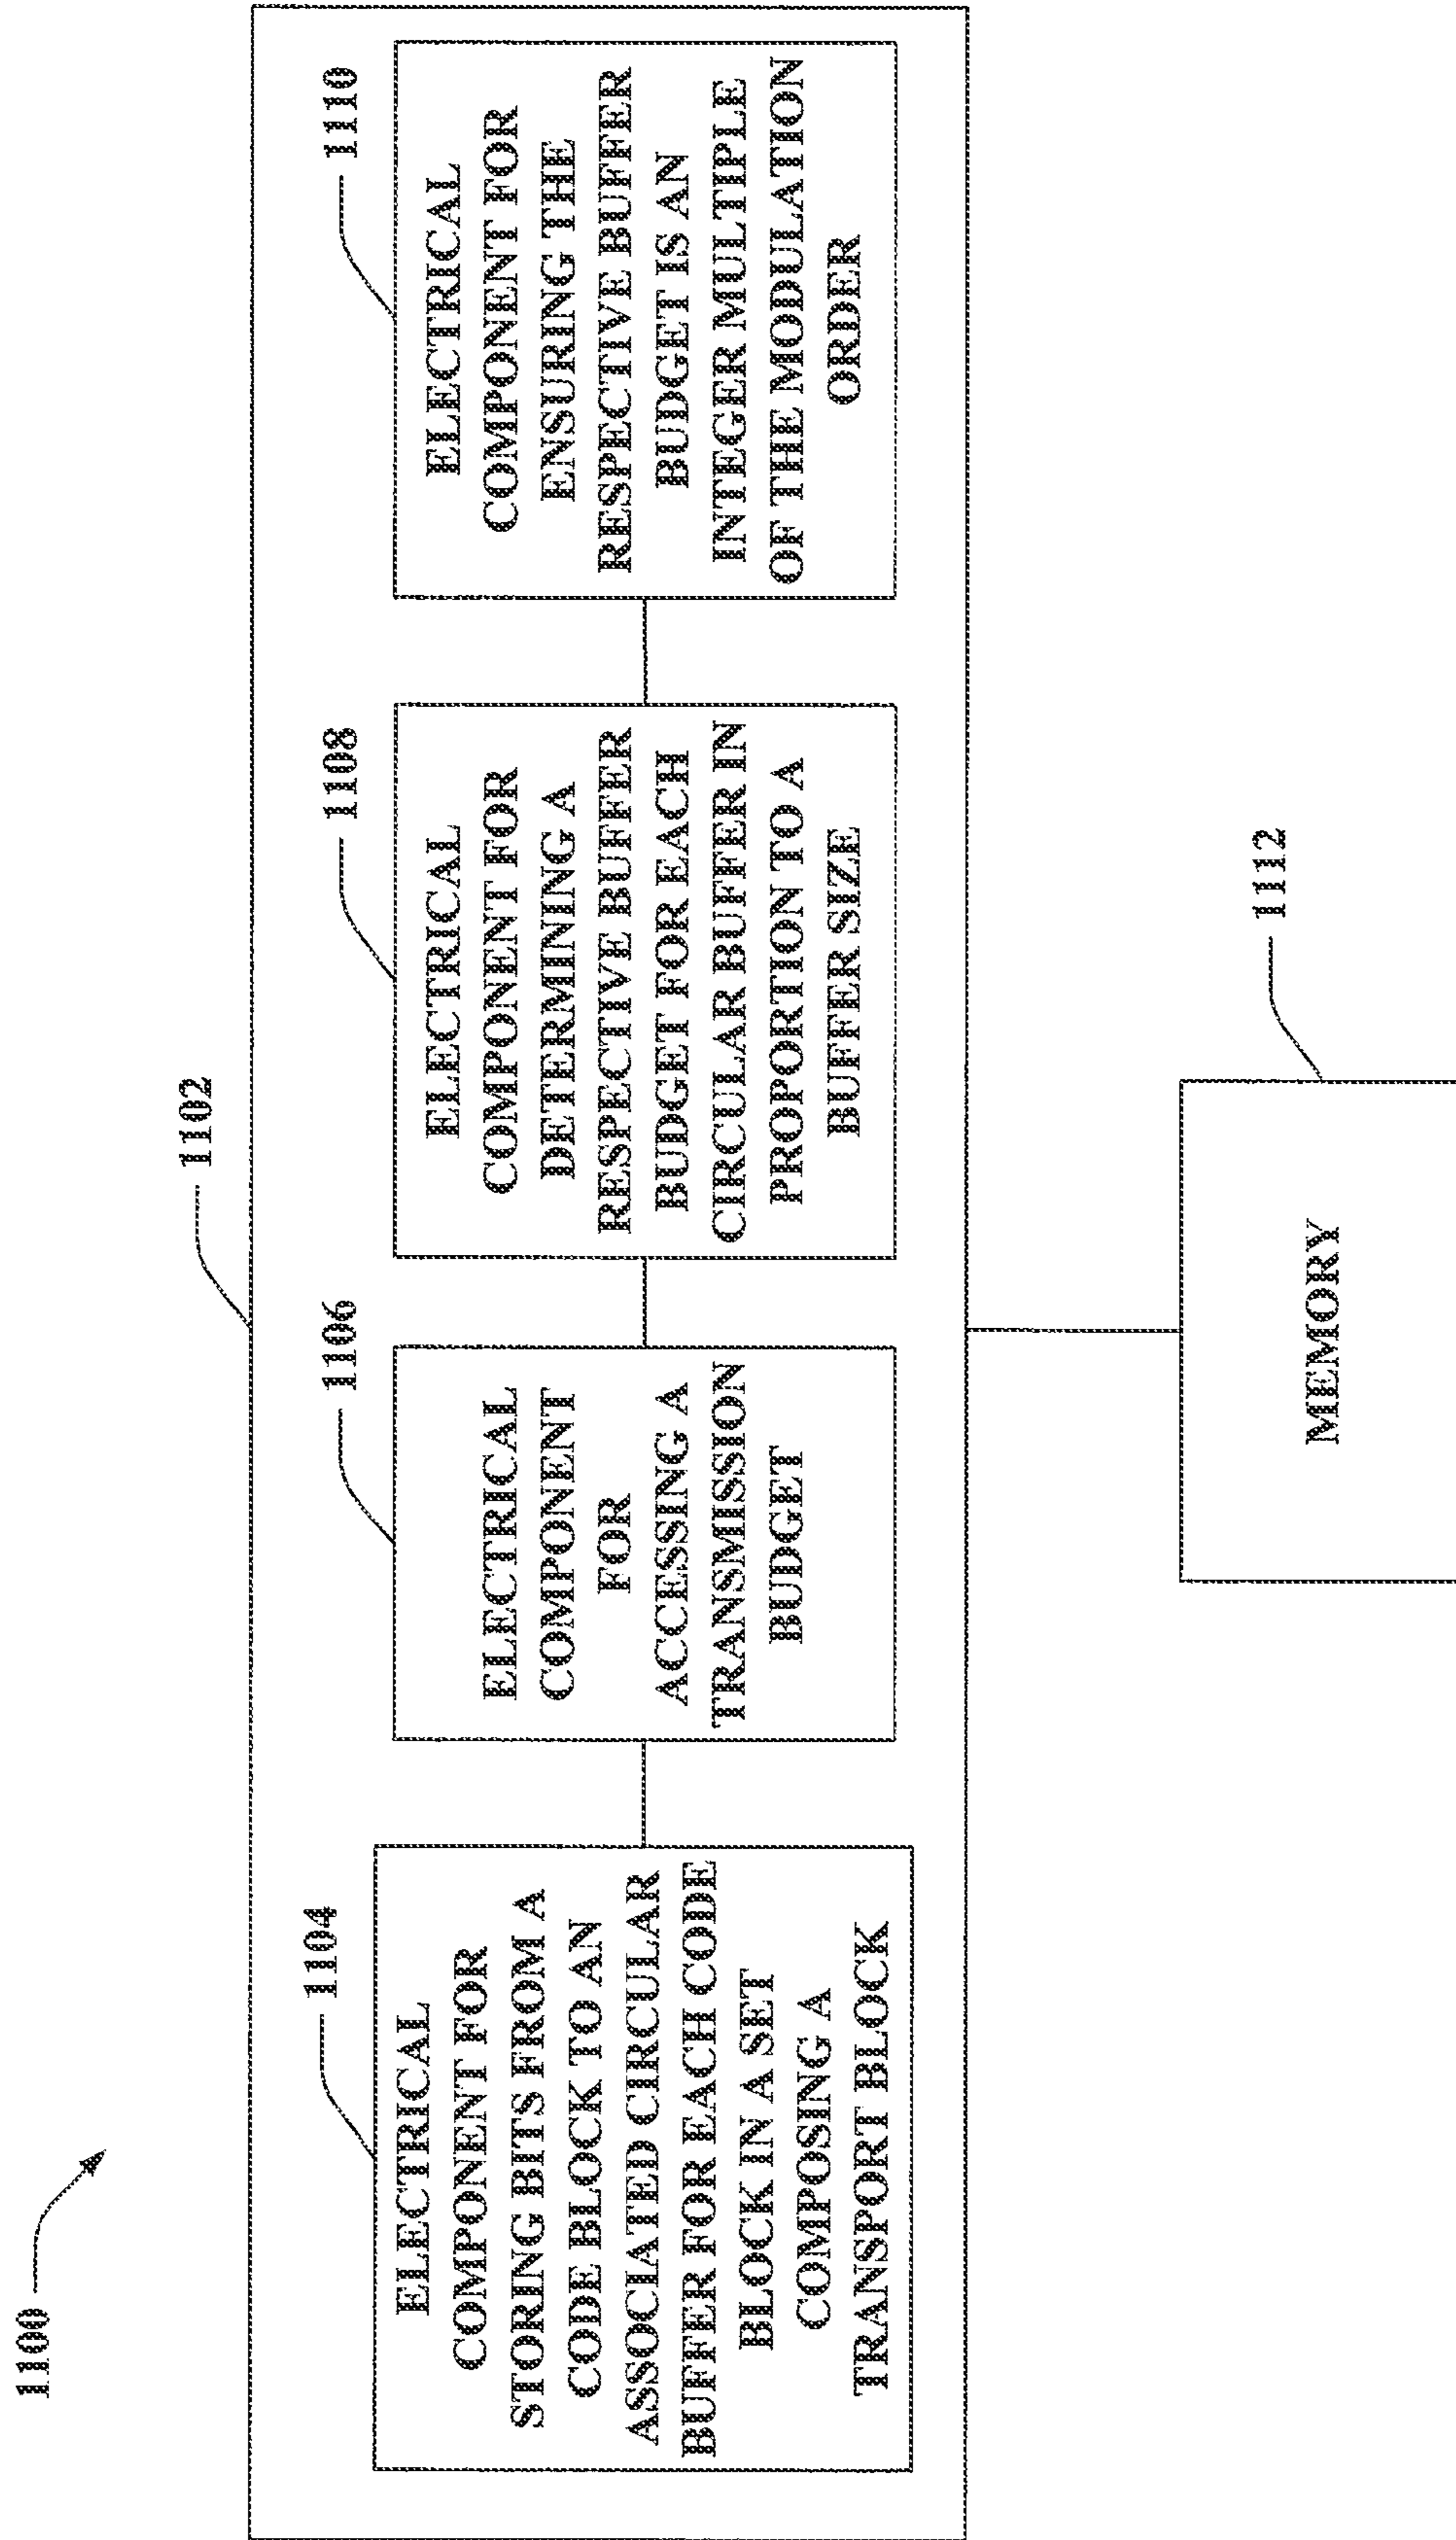 1100
1102
1104
ELECTRICAL
COMPONENT FOR
STORING BITS FROM A
CODE BLOCK TO AN
ASSOCIATED CIRCULAR
BUFFER FOR EACH CODE
BLOCK IN A SET
COMPOSING A
TRANSPORT BLOCK
1106
ELECTRICAL
COMPONENT
FOR
ACCESSING A
TRANSMISSION
BUDGET
1108
ELECTRICAL
COMPONENT FOR
DETERMINING A
RESPECTIVE BUFFER
BUDGET FOR EACH
CIRCULAR BUFFER IN
PROPORTION TO A
BUFFER SIZE
1110
ELECTRICAL
COMPONENT FOR
ENSURING THE
RESPECTIVE BUFFER
BUDGET IS AN
INTEGER MULTIPLE
OF THE MODULATION
ORDER
1112
MEMORY